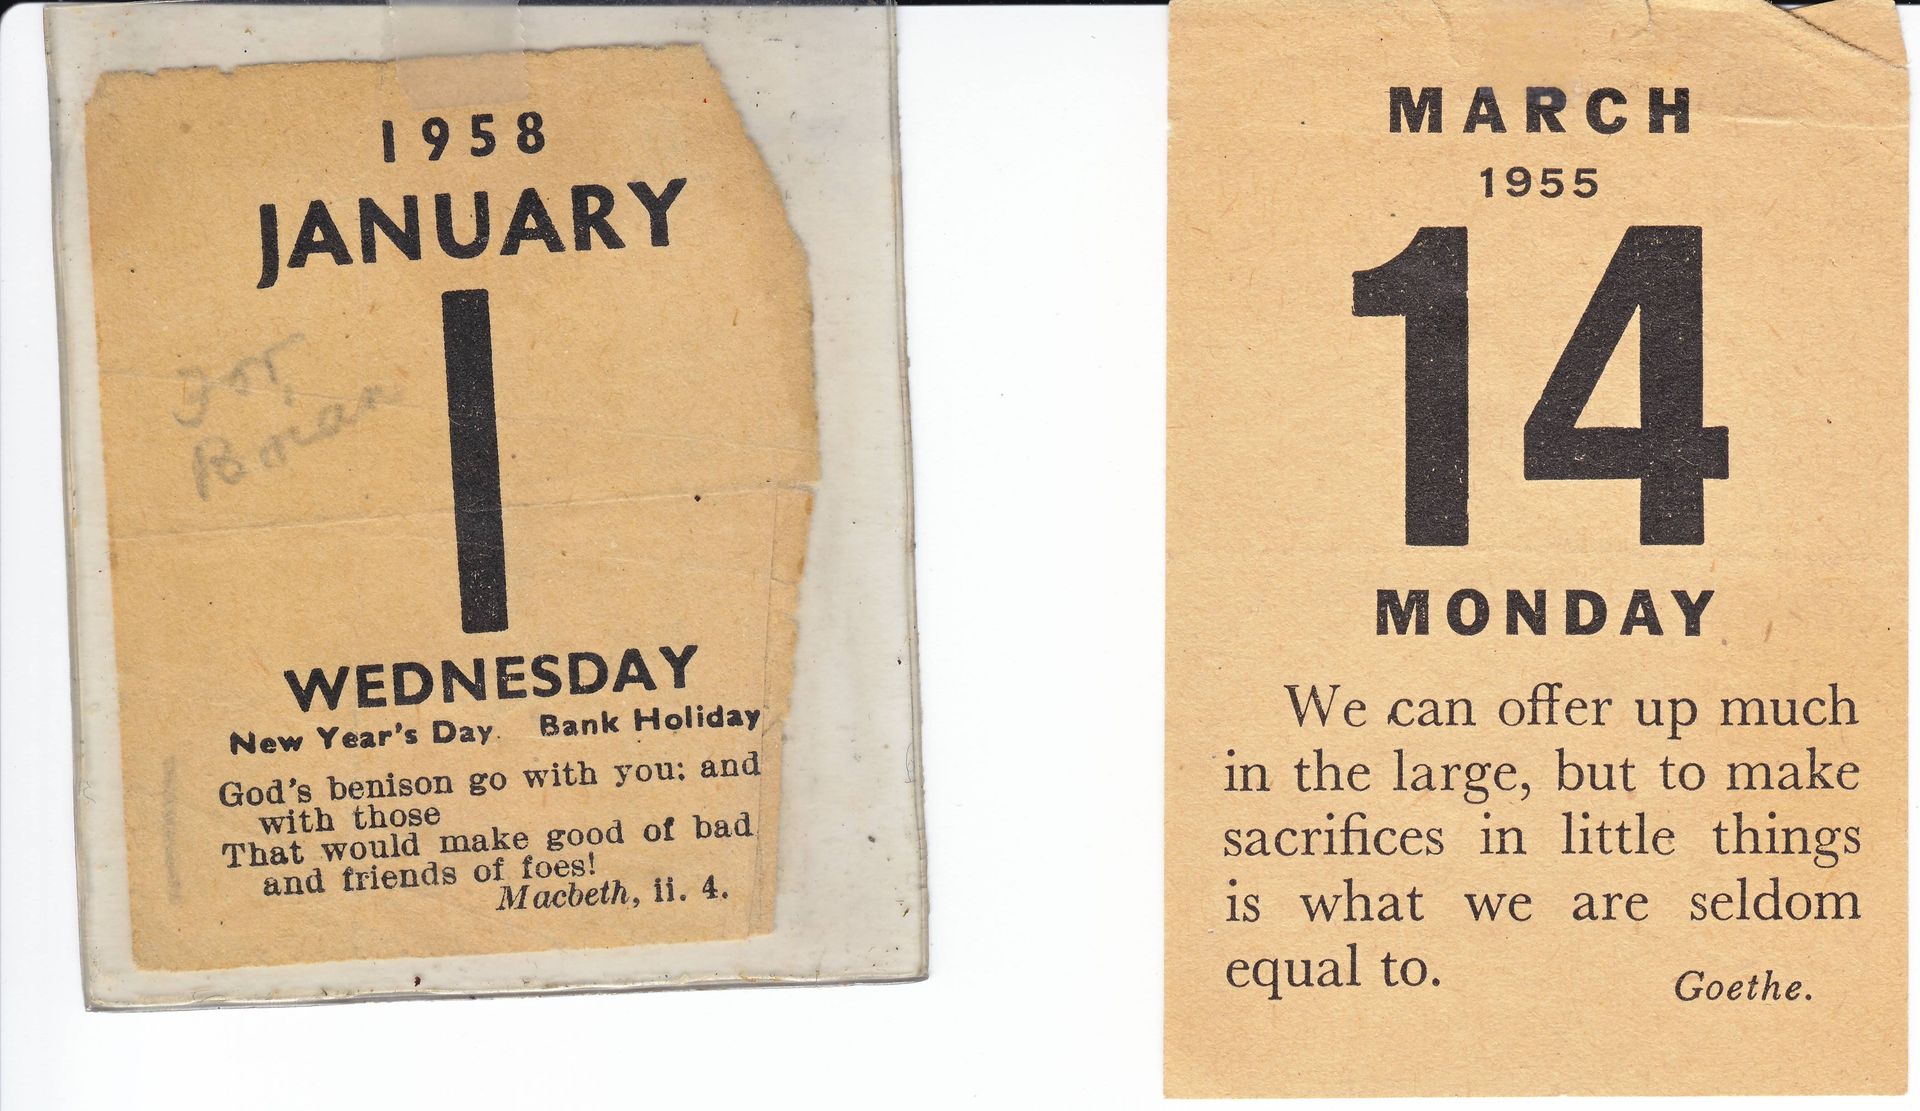 1958
JANUARY
1
WEDNESDAY
New Year's Day. Bank Holiday
God's benison go with you; and
with those
That would make good of bad
and friends of foes!
Macbeth, ii. 4.
For
MARCH
1955
14
MONDAY
We can offer up much
in the large, but to make
sacrifices in little things
is what we are seldom
equal to.
Goethe.